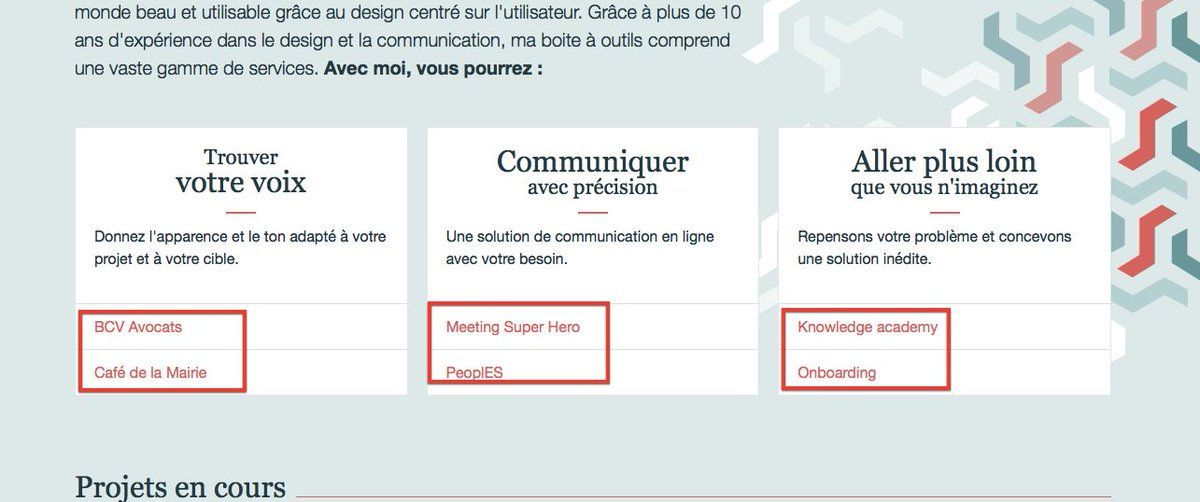 monde beau et utilisable grâce au design centré sur l'utilisateur. Grâce à plus de 10
ans d'expérience dans le design et la communication, ma boite à outils comprend
une vaste gamme de services. Avec moi, vous pourrez :
Trouver
votre voix
Donnez l'apparence et le ton adapté à votre
projet et à votre cible.
BCV Avocats
Café de la Mairie
Communiquer
avec précision
Une solution de communication en ligne
avec votre besoin.
Meeting Super Hero
PeoplES
Aller plus loin
que vous n'imaginez
Repensons votre problème et concevons
une solution inédite.
Knowledge academy
Onboarding
Projets en cours